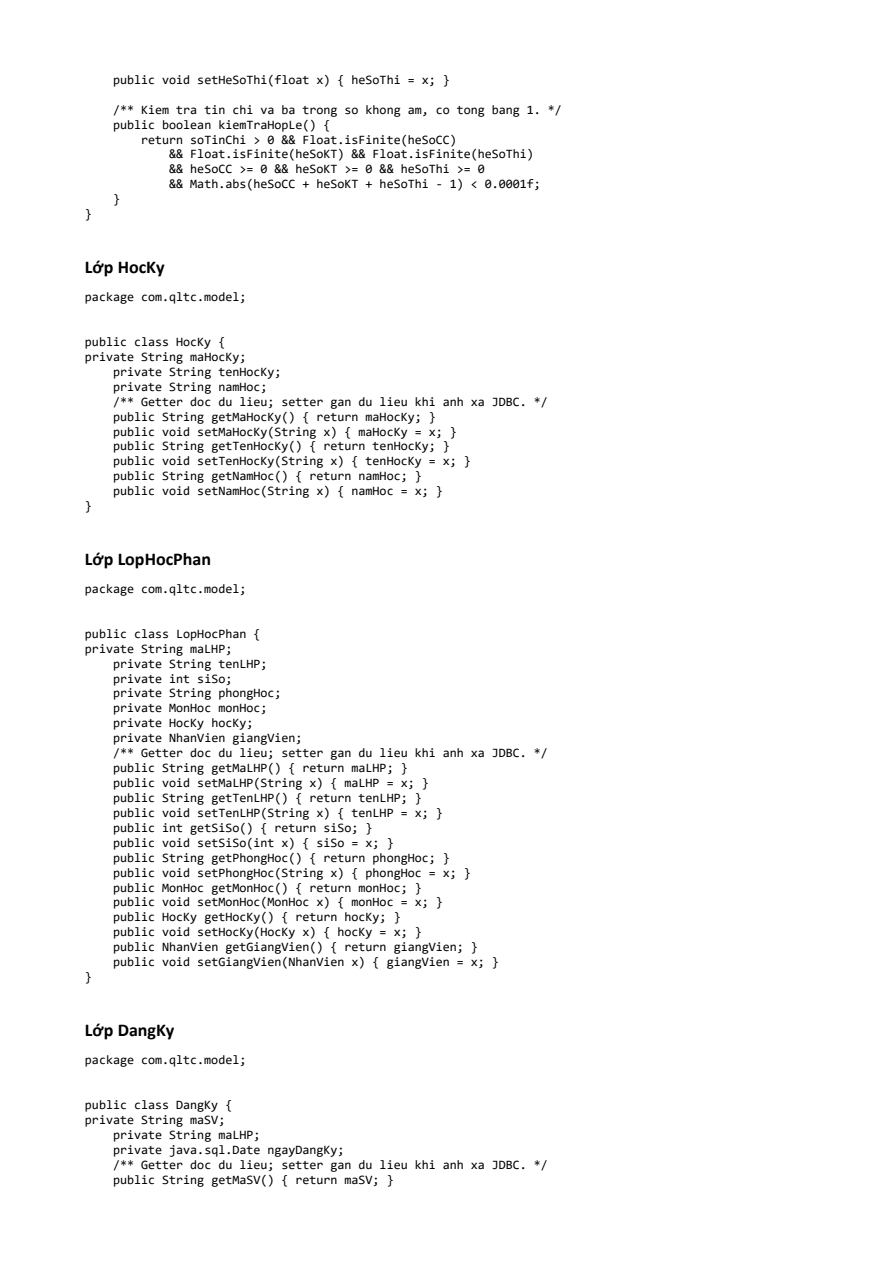 public void setHeSoThi(float x) { heSoThi = x; }

    /** Kiem tra tin chi va ba trong so khong am, co tong bang 1. */
    public boolean kiemTraHopLe() {
        return soTinChi > 0 && Float.isFinite(heSoCC)
            && Float.isFinite(heSoKT) && Float.isFinite(heSoThi)
            && heSoCC >= 0 && heSoKT >= 0 && heSoThi >= 0
            && Math.abs(heSoCC + heSoKT + heSoThi - 1) < 0.0001f;
    }
}

Lớp HocKy

package com.qltc.model;

public class HocKy {
private String maHocKy;
    private String tenHocKy;
    private String namHoc;
    /** Getter doc du lieu; setter gan du lieu khi anh xa JDBC. */
    public String getMaHocKy() { return maHocKy; }
    public void setMaHocKy(String x) { maHocKy = x; }
    public String getTenHocKy() { return tenHocKy; }
    public void setTenHocKy(String x) { tenHocKy = x; }
    public String getNamHoc() { return namHoc; }
    public void setNamHoc(String x) { namHoc = x; }
}

Lớp LopHocPhan

package com.qltc.model;

public class LopHocPhan {
private String maLHP;
    private String tenLHP;
    private int siSo;
    private String phongHoc;
    private MonHoc monHoc;
    private HocKy hocKy;
    private NhanVien giangVien;
    /** Getter doc du lieu; setter gan du lieu khi anh xa JDBC. */
    public String getMaLHP() { return maLHP; }
    public void setMaLHP(String x) { maLHP = x; }
    public String getTenLHP() { return tenLHP; }
    public void setTenLHP(String x) { tenLHP = x; }
    public int getSiSo() { return siSo; }
    public void setSiSo(int x) { siSo = x; }
    public String getPhongHoc() { return phongHoc; }
    public void setPhongHoc(String x) { phongHoc = x; }
    public MonHoc getMonHoc() { return monHoc; }
    public void setMonHoc(MonHoc x) { monHoc = x; }
    public HocKy getHocKy() { return hocKy; }
    public void setHocKy(HocKy x) { hocKy = x; }
    public NhanVien getGiangVien() { return giangVien; }
    public void setGiangVien(NhanVien x) { giangVien = x; }
}

Lớp DangKy

package com.qltc.model;

public class DangKy {
private String maSV;
    private String maLHP;
    private java.sql.Date ngayDangKy;
    /** Getter doc du lieu; setter gan du lieu khi anh xa JDBC. */
    public String getMaSV() { return maSV; }